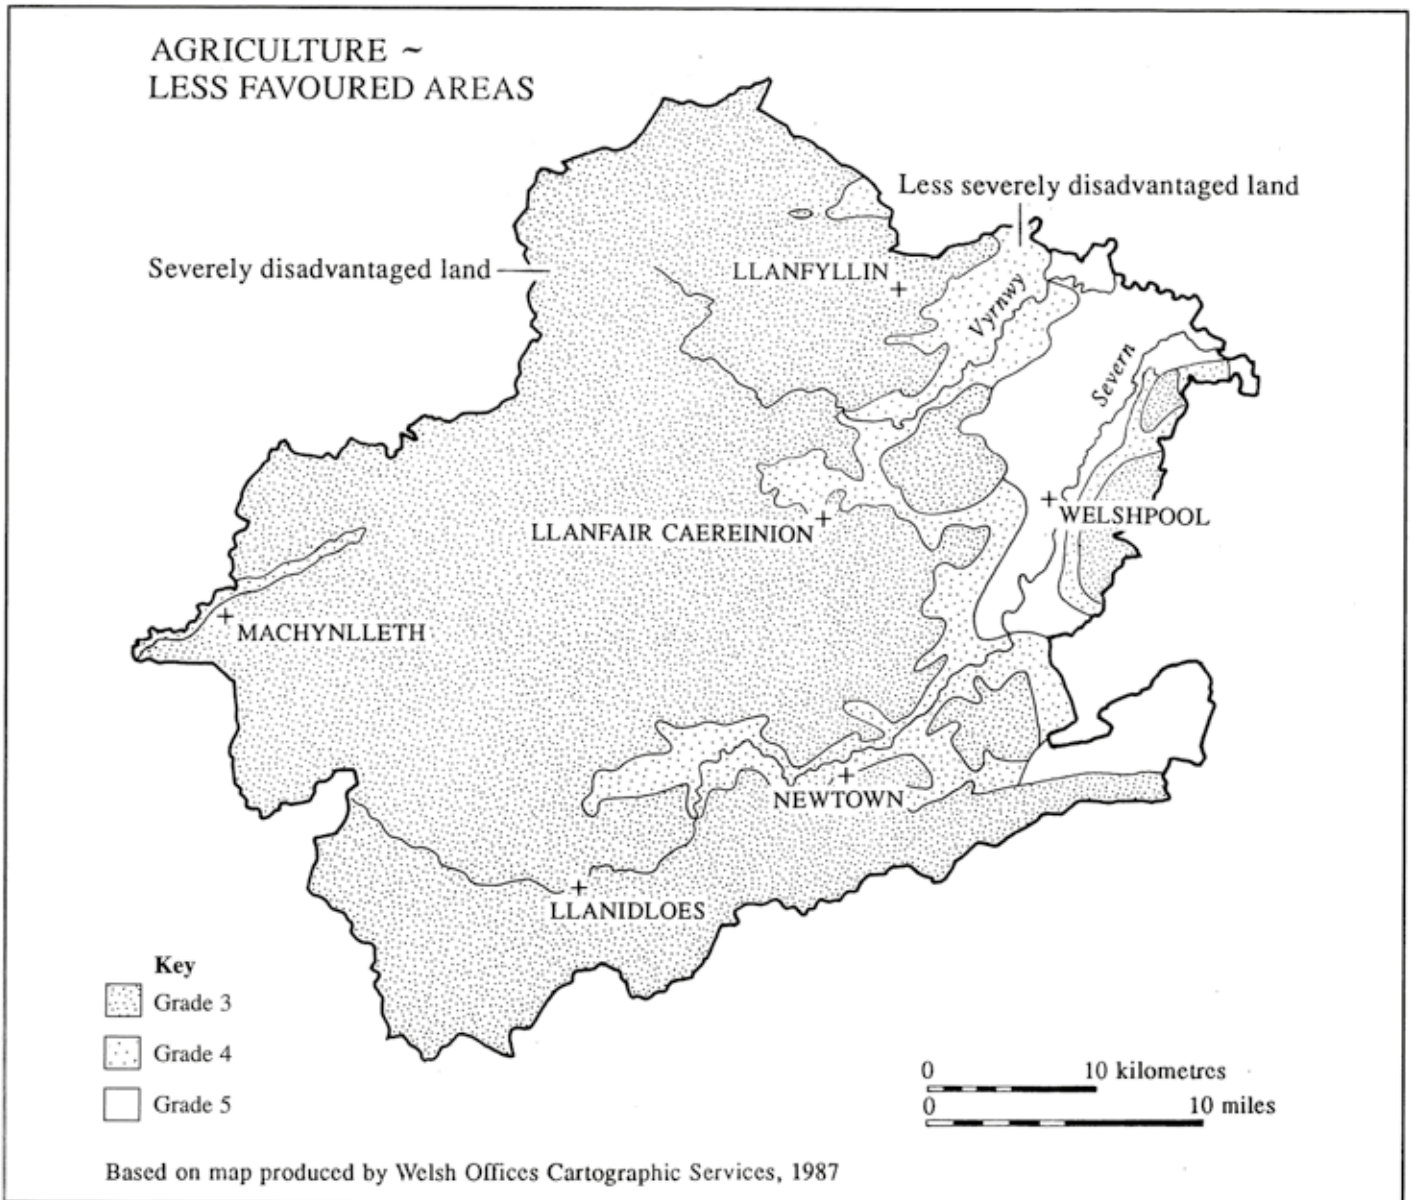 AGRICULTURE ~
LESS FAVOURED AREAS
Less severely disadvantaged land
Severely disadvantaged land
LLANFYLLIN
Vyrnwy
Severn
WELSHPOOL
LLANFAIR CAEREINION
MACHYNLLETH
NEWTOWN
LLANIDLOES
Key
Grade 3
Grade 4
Grade 5
0 10 kilometres
0 10 miles
Based on map produced by Welsh Offices Cartographic Services, 1987